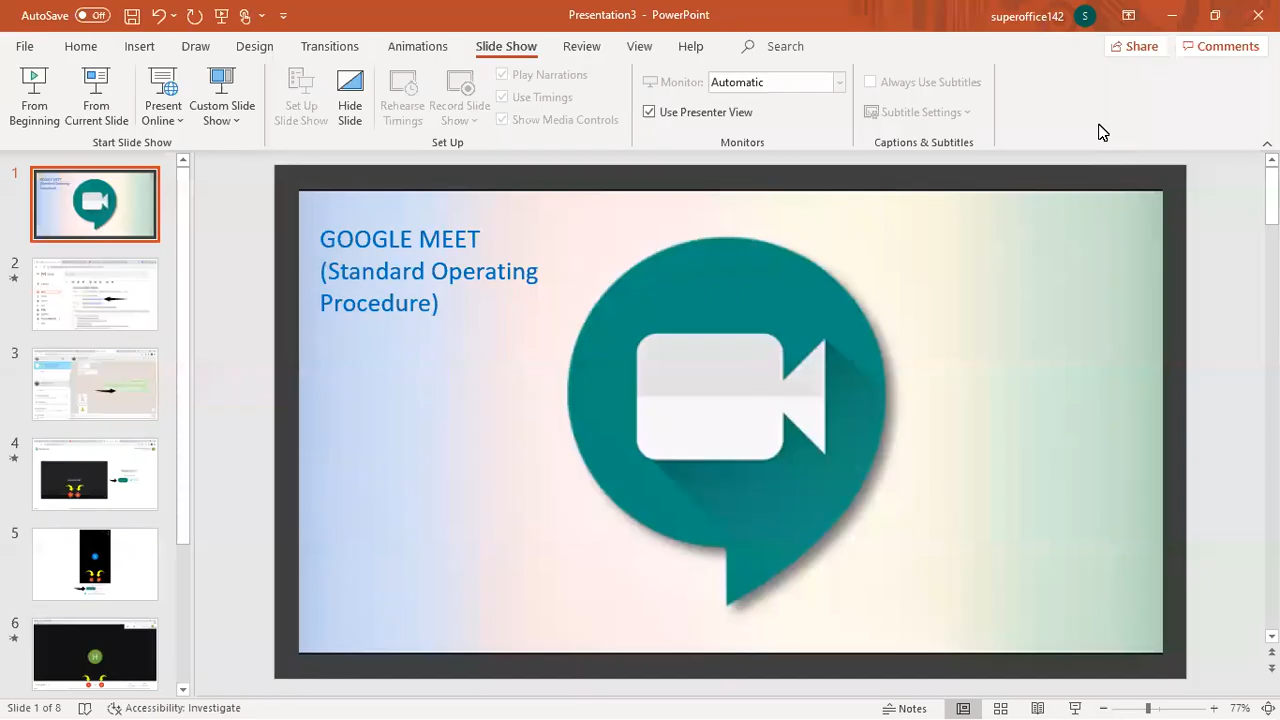 AutoSave Off
Presentation3 - PowerPoint
superoffice142 S
File Home Insert Draw Design Transitions Animations Slide Show Review View Help Search
Share Comments
From Beginning
From Current Slide
Present Online
Custom Slide Show
Start Slide Show
Set Up Slide Show
Hide Slide
Rehearse Timings
Record Slide Show
Play Narrations
Use Timings
Show Media Controls
Set Up
Monitor: Automatic
Use Presenter View
Monitors
Always Use Subtitles
Subtitle Settings
Captions & Subtitles
1
2
3
4
5
6
GOOGLE MEET
(Standard Operating
Procedure)
Slide 1 of 8
Accessibility: Investigate
Notes
77%